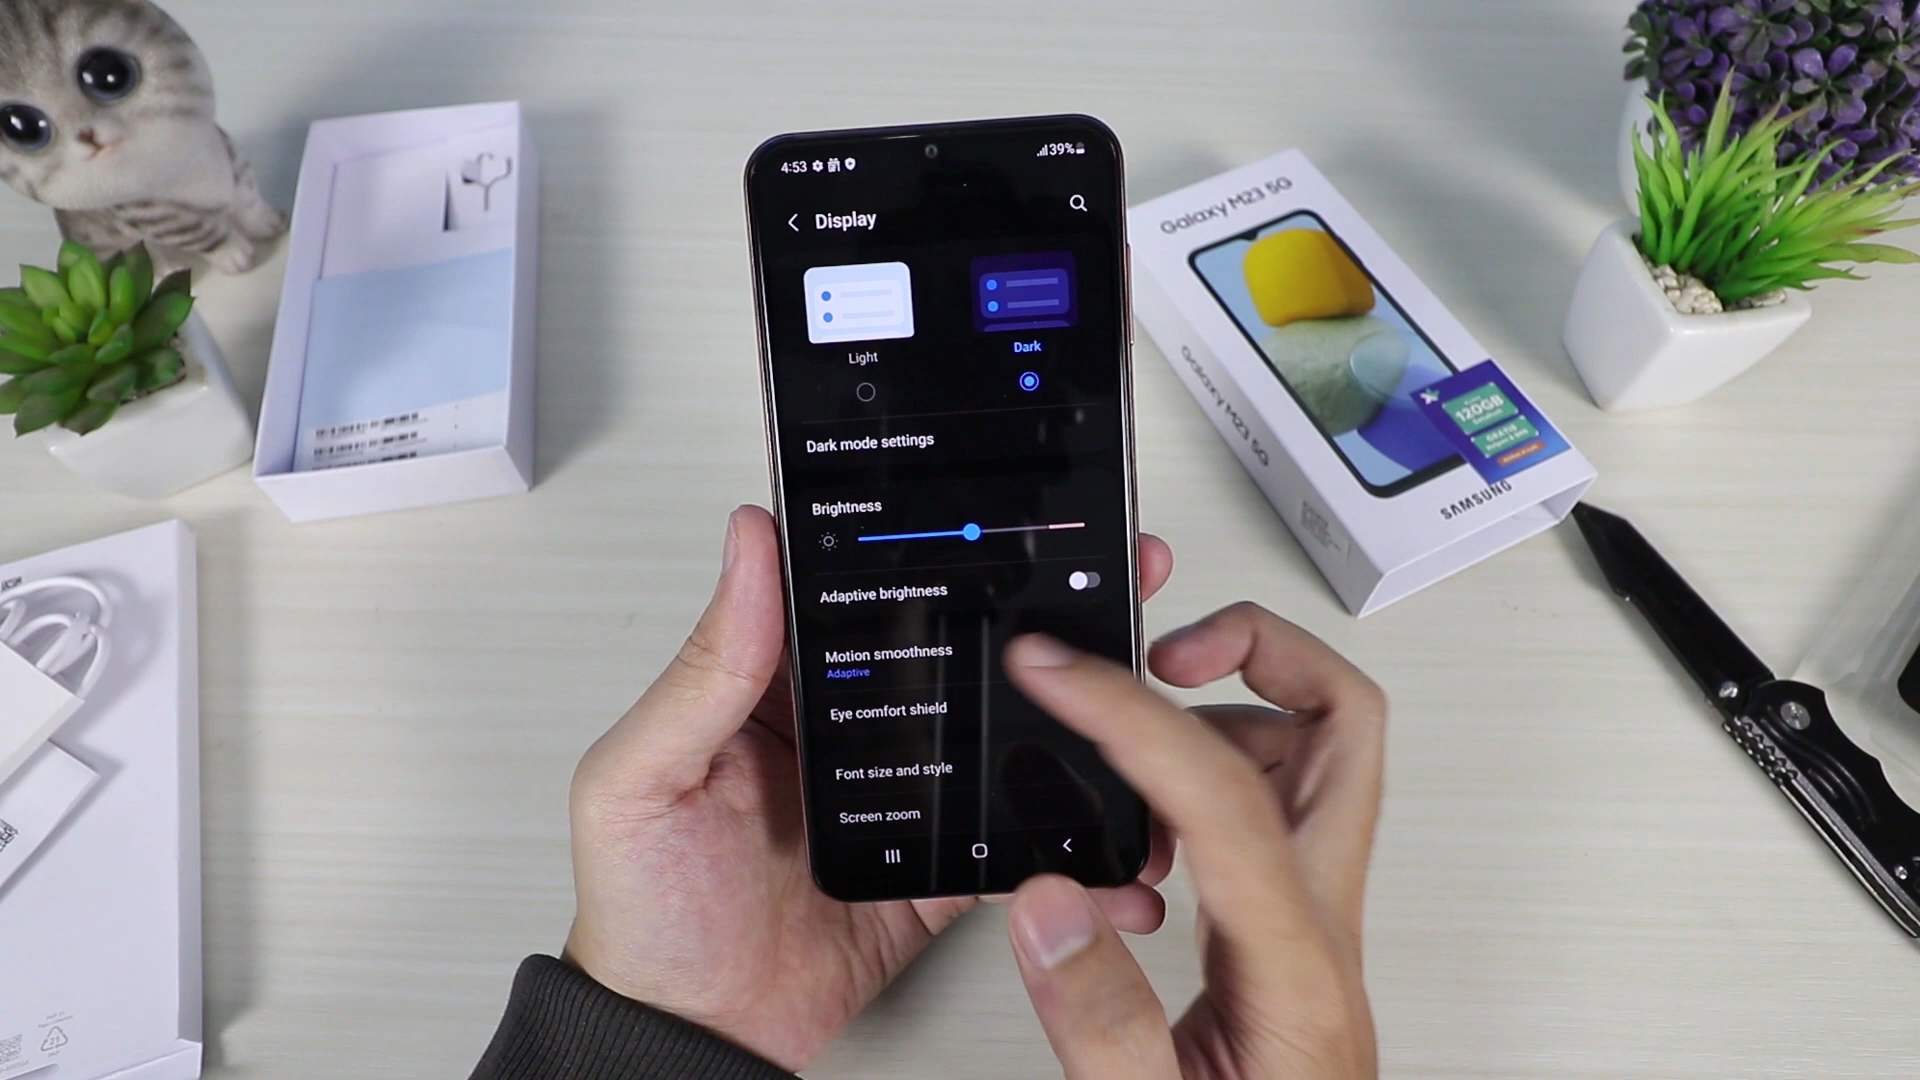 4:53
39%
Display
Light
Dark
Dark mode settings
Brightness
Adaptive brightness
Motion smoothness
Adaptive
Eye comfort shield
Font size and style
Screen zoom
Galaxy M23 5G
Galaxy M23 5G
120GB
GRATIS
SAMSUNG